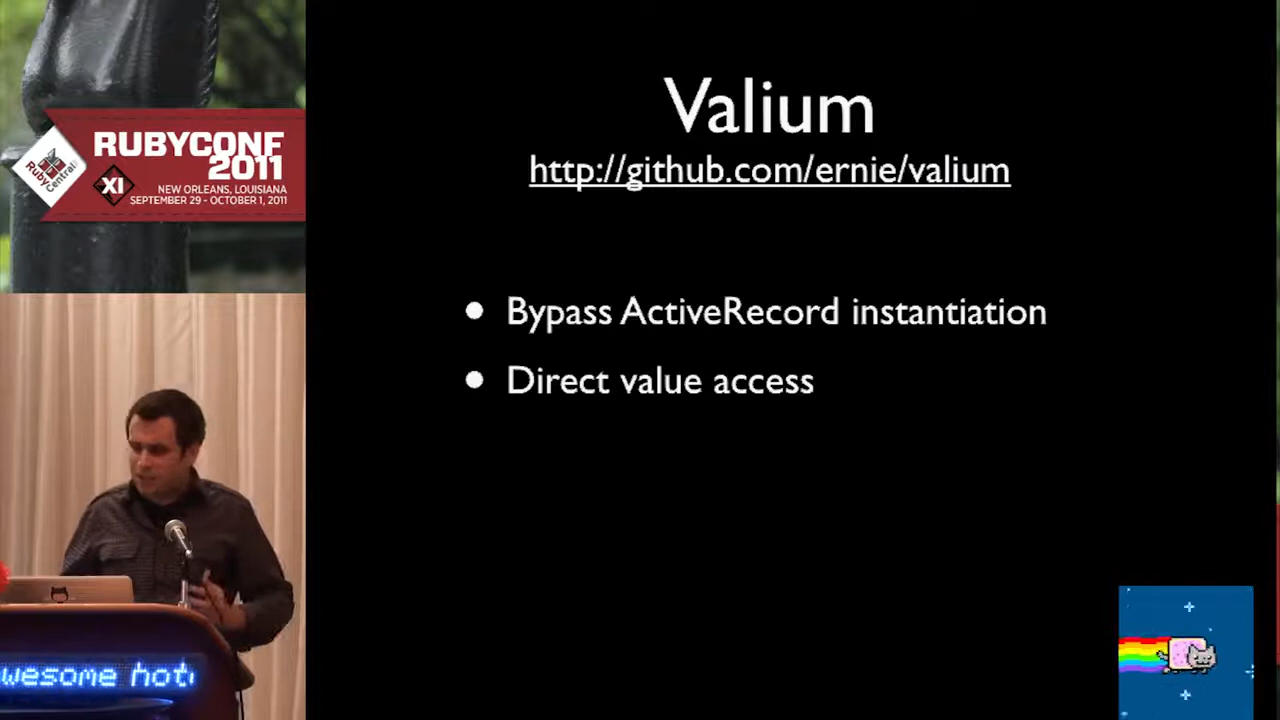 RUBYCONF
2011
RubyCentral
XI
NEW ORLEANS, LOUISIANA
SEPTEMBER 29 - OCTOBER 1, 2011
Valium
http://github.com/ernie/valium
• Bypass ActiveRecord instantiation
• Direct value access
wesome hot